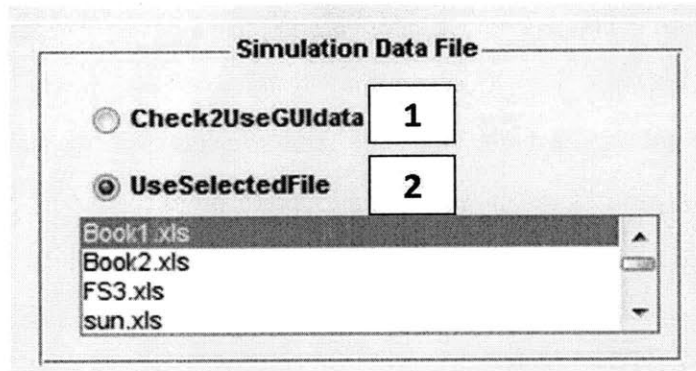 Simulation Data File
Check2UseGUIdata 1
UseSelectedFile 2
Book1.xls
Book2.xls
FS3.xls
sun.xls